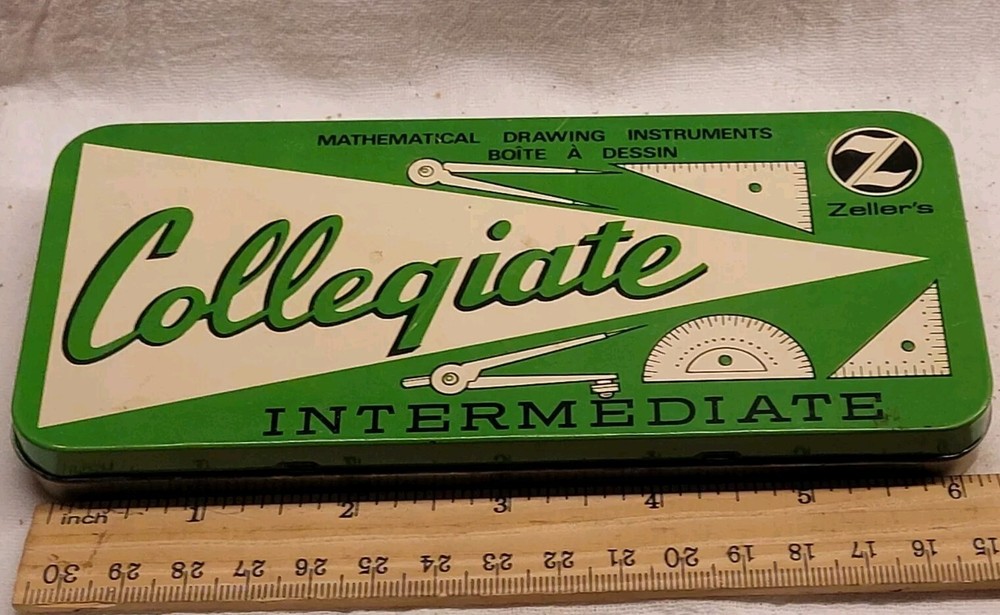 MATHEMATICAL DRAWING INSTRUMENTS
BOÎTE À DESSIN
Z
Zeller's
Collegiate
INTERMEDIATE
inch 1 2 3 4 5 6
30 29 28 27 26 25 24 23 22 21 20 19 18 17 16 15